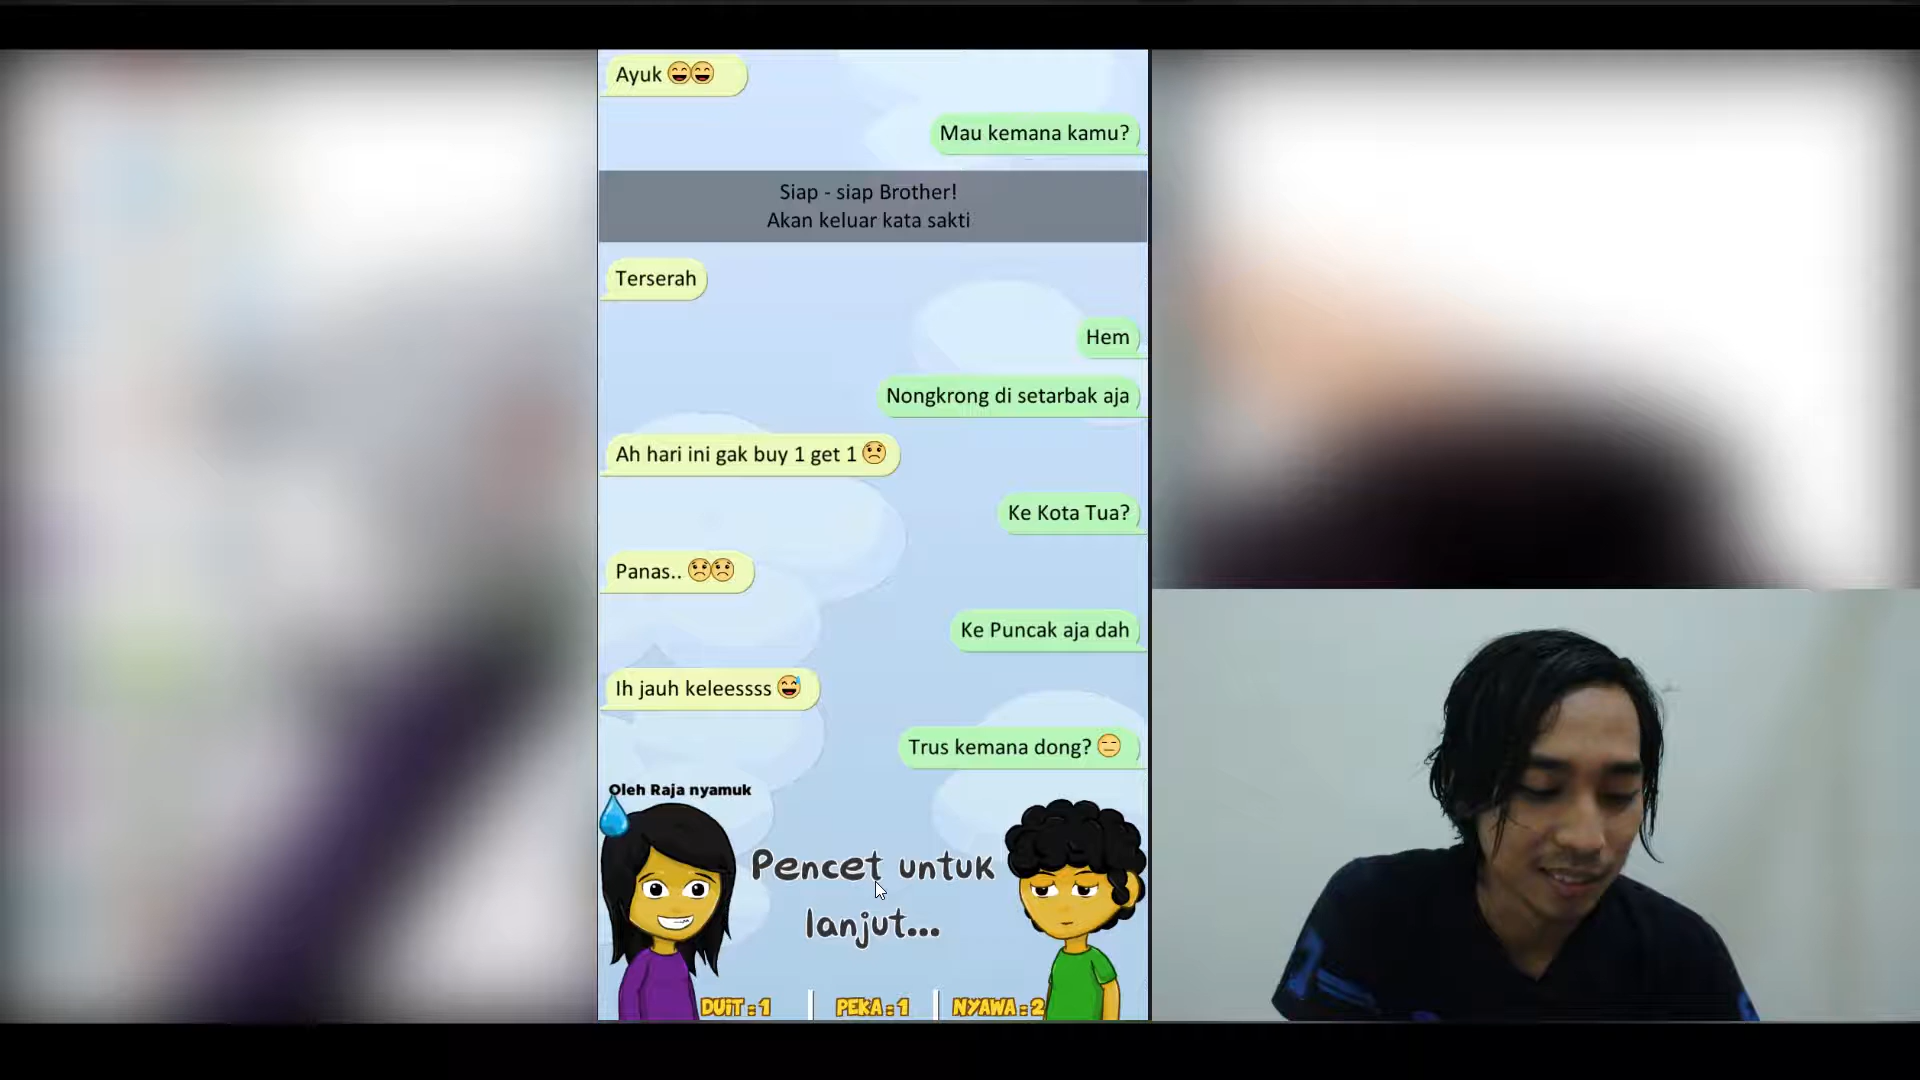 Ayuk 😄😄
Mau kemana kamu?
Siap - siap Brother!
Akan keluar kata sakti
Terserah
Hem
Nongkrong di setarbak aja
Ah hari ini gak buy 1 get 1 😟
Ke Kota Tua?
Panas.. 😟😟
Ke Puncak aja dah
Ih jauh keleessss 😅
Trus kemana dong? 😑
Oleh Raja nyamuk
Pencet untuk
lanjut...
DUIT : 1
PEKA : 1
NYAWA : 2